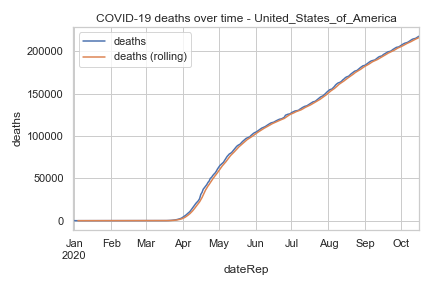 COVID-19 deaths over time - United_States_of_America
deaths
deaths (rolling)
200000
150000
100000
50000
0
deaths
Jan Feb Mar Apr May Jun Jul Aug Sep Oct
2020
dateRep